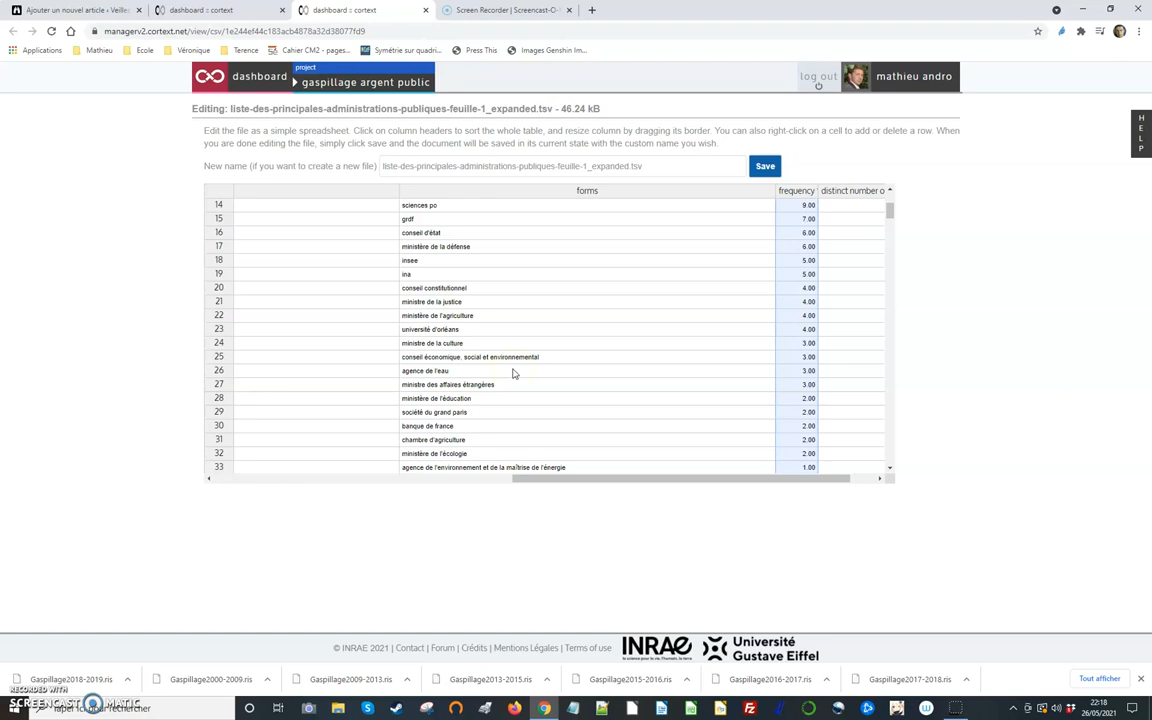 Ajouter un nouvel article ‹ Veille
dashboard :: cortext
dashboard :: cortext
Screen Recorder | Screencast-O-
managerv2.cortext.net/view/csv/1e244ef44c183acb4878a32d38077fd9
Applications
Mathieu
Ecole
Véronique
Terence
Cahier CM2 - pages...
Symétrie sur quadri...
Press This
Images Genshin Im...
dashboard
project
gaspillage argent public
log out
mathieu andro
HELP
Editing: liste-des-principales-administrations-publiques-feuille-1_expanded.tsv - 46.24 kB
Edit the file as a simple spreadsheet. Click on column headers to sort the whole table, and resize column by dragging its border. You can also right-click on a cell to add or delete a row. When
you are done editing the file, simply click save and the document will be saved in its current state with the custom name you wish.
New name (if you want to create a new file) liste-des-principales-administrations-publiques-feuille-1_expanded.tsv Save
forms frequency distinct number o
14 sciences po 9.00
15 grdf 7.00
16 conseil d'état 6.00
17 ministère de la défense 6.00
18 insee 5.00
19 ina 5.00
20 conseil constitutionnel 4.00
21 ministre de la justice 4.00
22 ministère de l'agriculture 4.00
23 université d'orléans 4.00
24 ministre de la culture 3.00
25 conseil économique. social et environnemental 3.00
26 agence de l'eau 3.00
27 ministre des affaires étrangères 3.00
28 ministère de l'éducation 2.00
29 société du grand paris 2.00
30 banque de france 2.00
31 chambre d'agriculture 2.00
32 ministère de l'écologie 2.00
33 agence de l'environnement et de la maîtrise de l'énergie 1.00
© INRAE 2021 | Contact | Forum | Crédits | Mentions Légales | Terms of use
INRAE
Université
Gustave Eiffel
Gaspillage2018-2019.ris
Gaspillage2000-2009.ris
Gaspillage2009-2013.ris
Gaspillage2013-2015.ris
Gaspillage2015-2016.ris
Gaspillage2016-2017.ris
Gaspillage2017-2018.ris
Tout afficher
RECORDED WITH
SCREENCAST MATIC
rechercher
22:18
26/05/2021